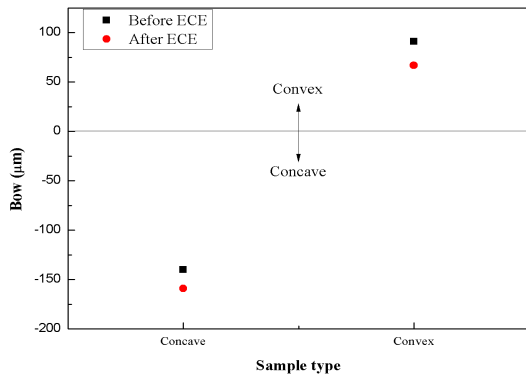 Before ECE
After ECE
100
50
0
-50
-100
-150
-200
Bow (μm)
Convex
Concave
Concave
Convex
Sample type